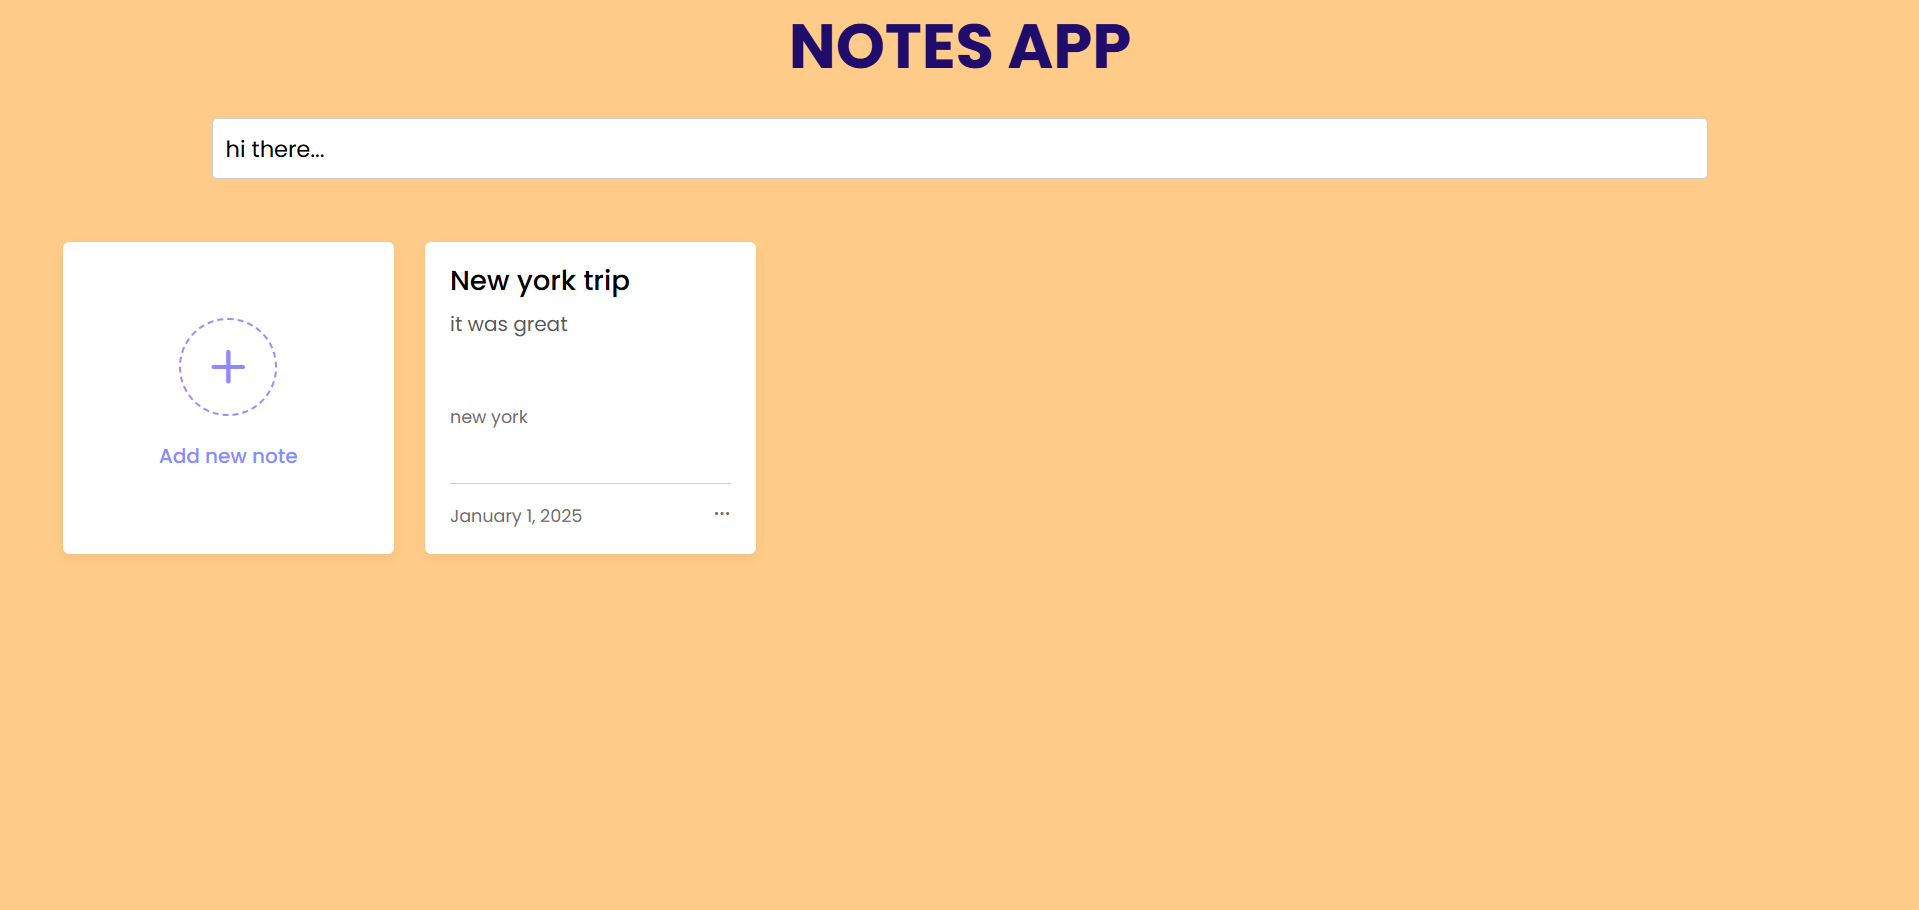 NOTES APP
hi there...
Add new note
New york trip
it was great
new york
January 1, 2025